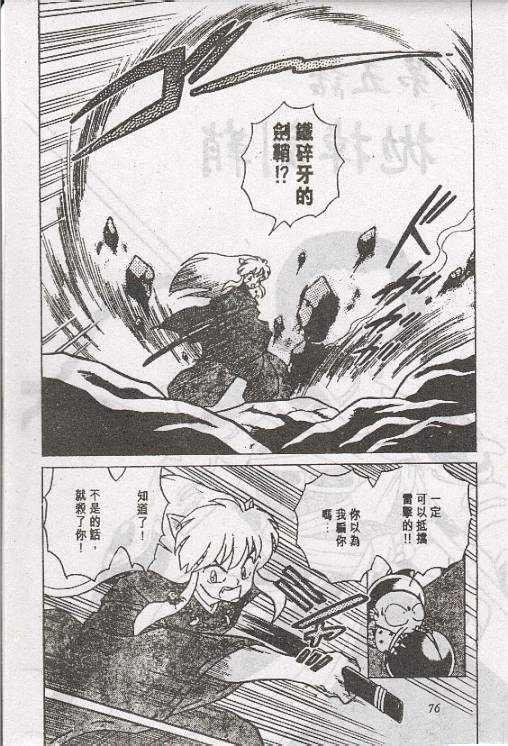 鐵碎牙的
劍鞘!?
一定
可以抵擋
雷擊的!!
你以為
我騙你
嗎…
知道了！
不是的話，
就殺了你！
76